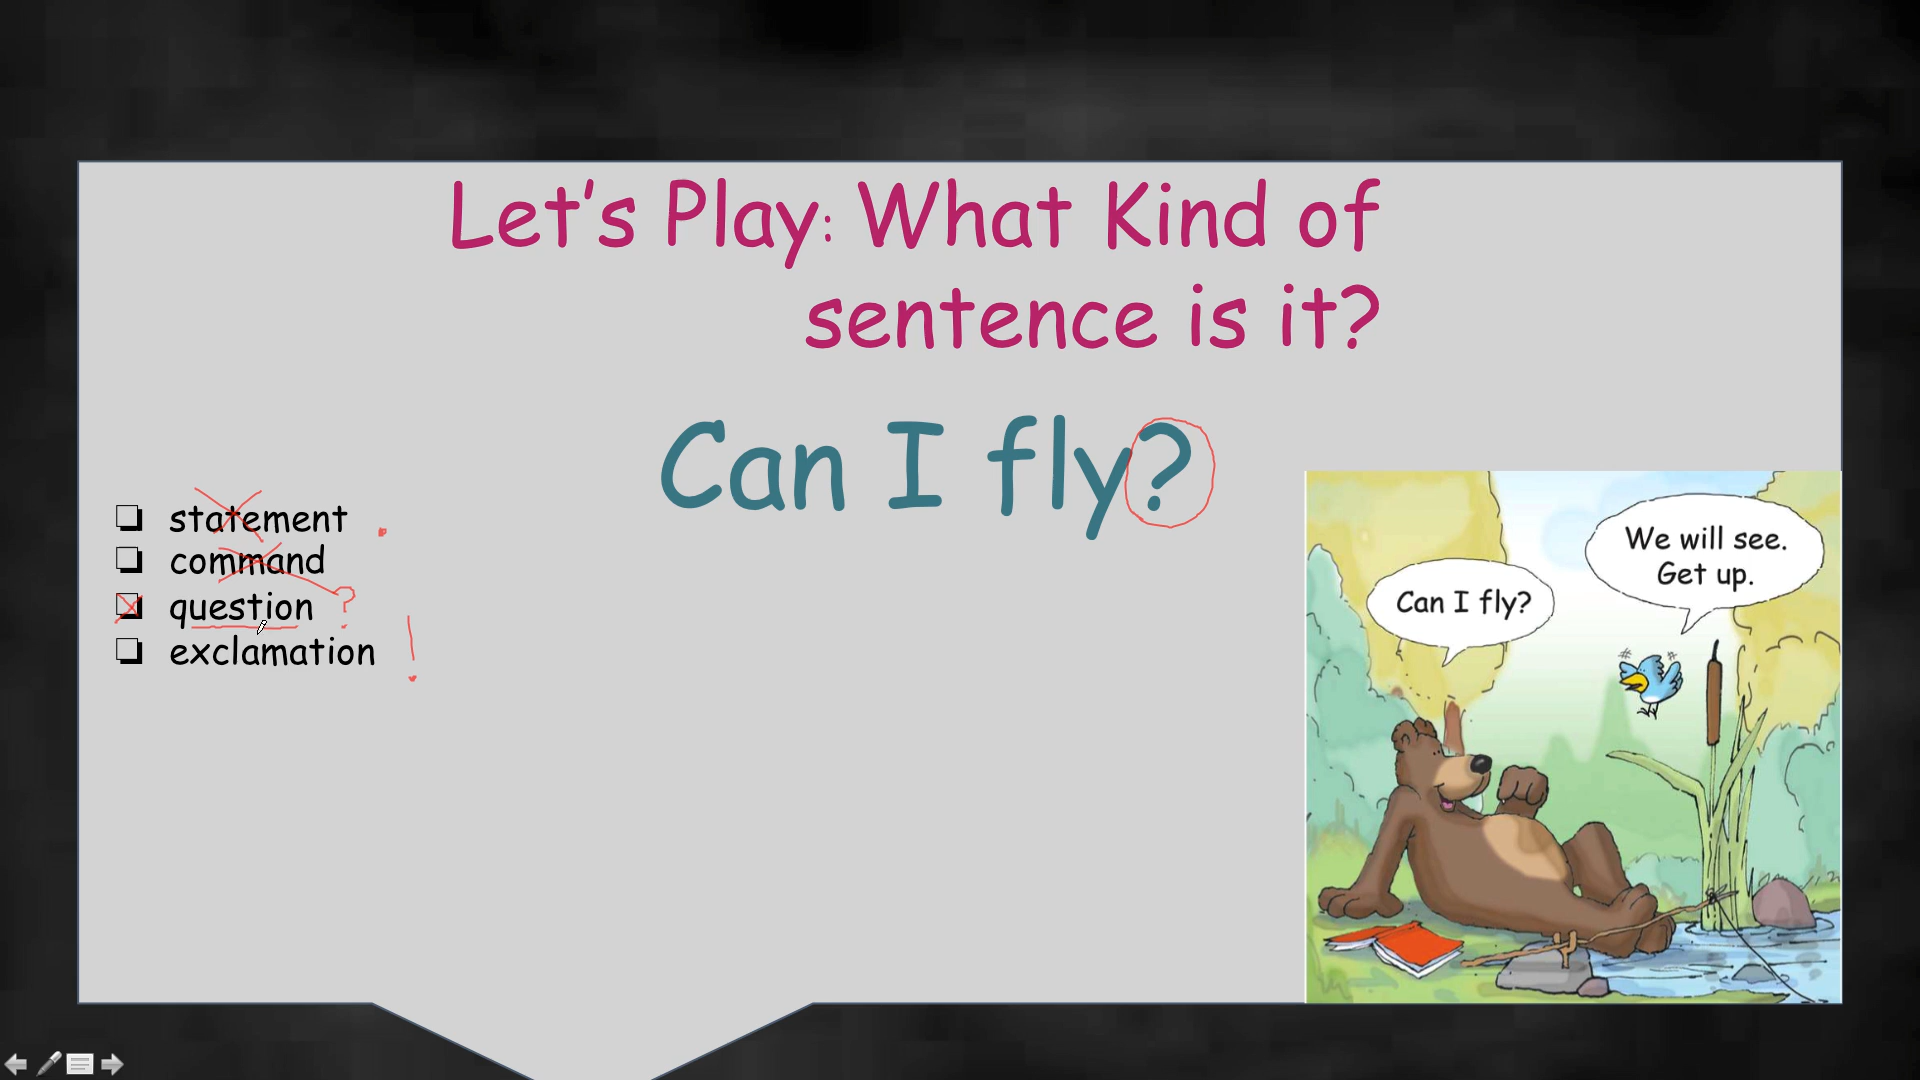 Let's Play: What Kind of
sentence is it?
Can I fly?
❏ statement .
❏ command
❏ question ?
❏ exclamation !
Can I fly?
We will see.
Get up.